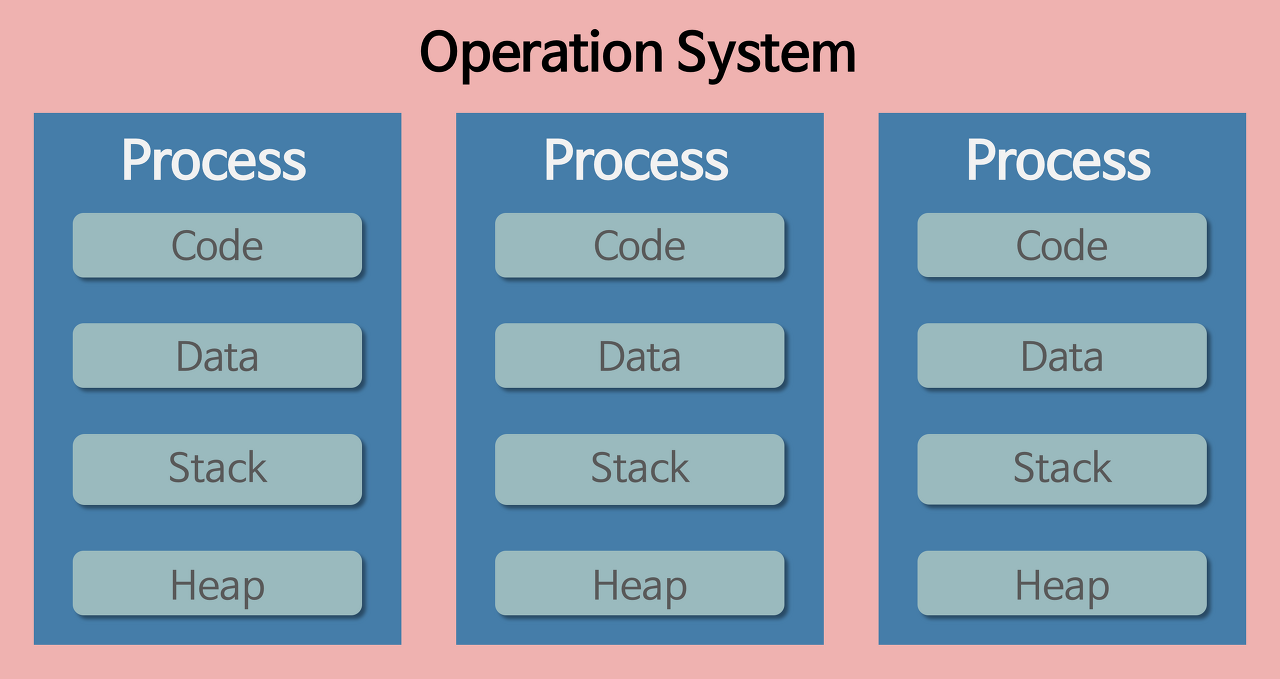 Operation System
Process
Code
Data
Stack
Heap
Process
Code
Data
Stack
Heap
Process
Code
Data
Stack
Heap